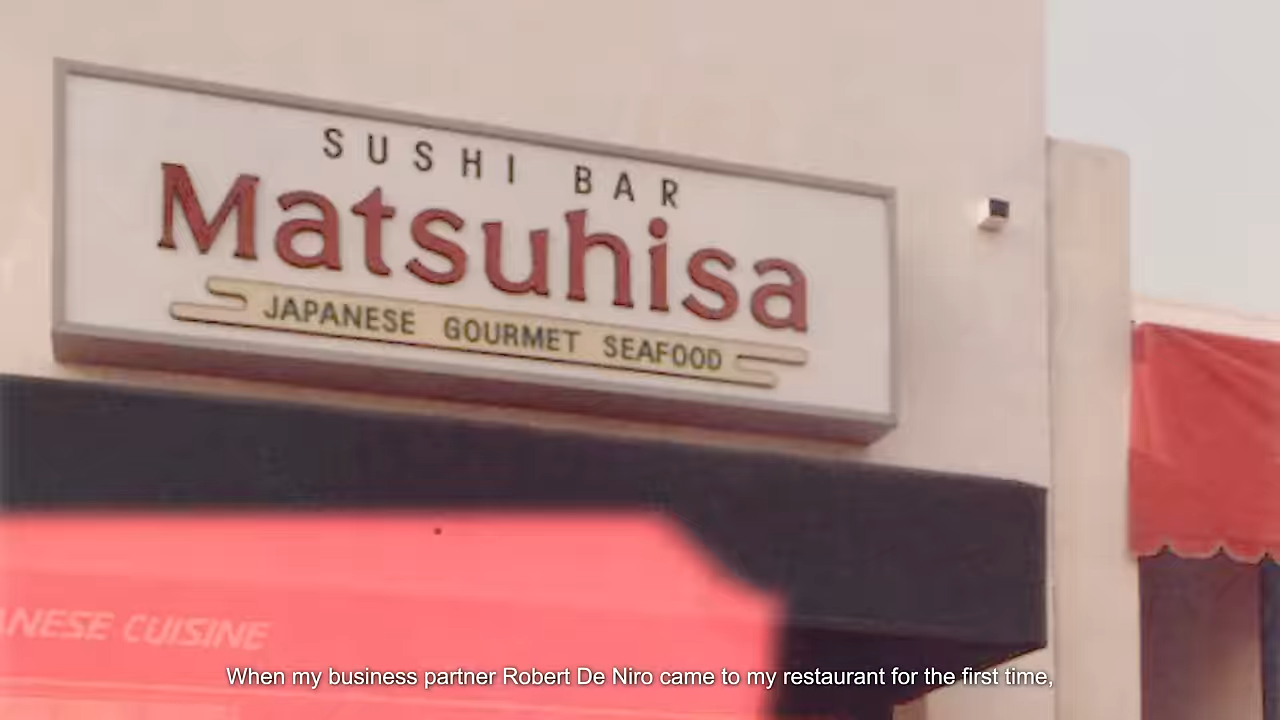 SUSHI BAR
Matsuhisa
JAPANESE GOURMET SEAFOOD
ANESE CUISINE
When my business partner Robert De Niro came to my restaurant for the first time,